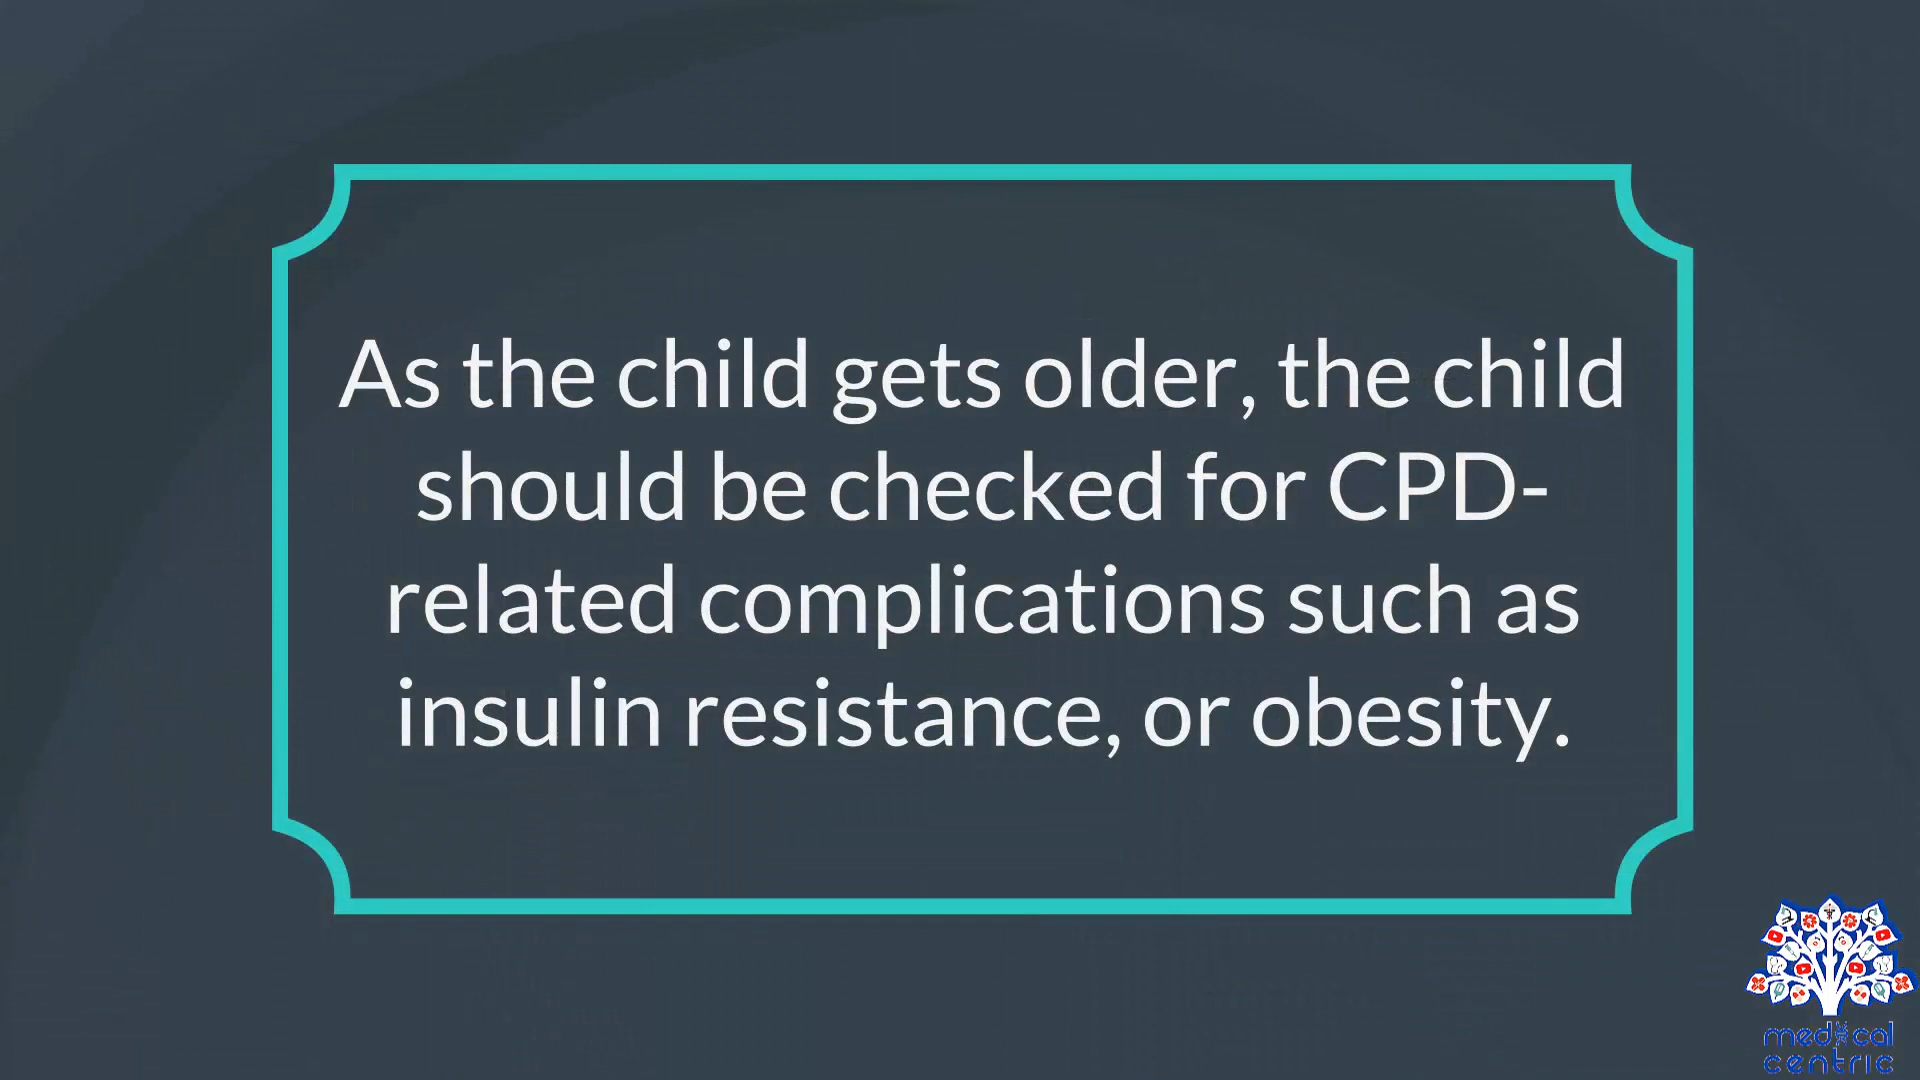 As the child gets older, the child
should be checked for CPD-
related complications such as
insulin resistance, or obesity.
medical
centric